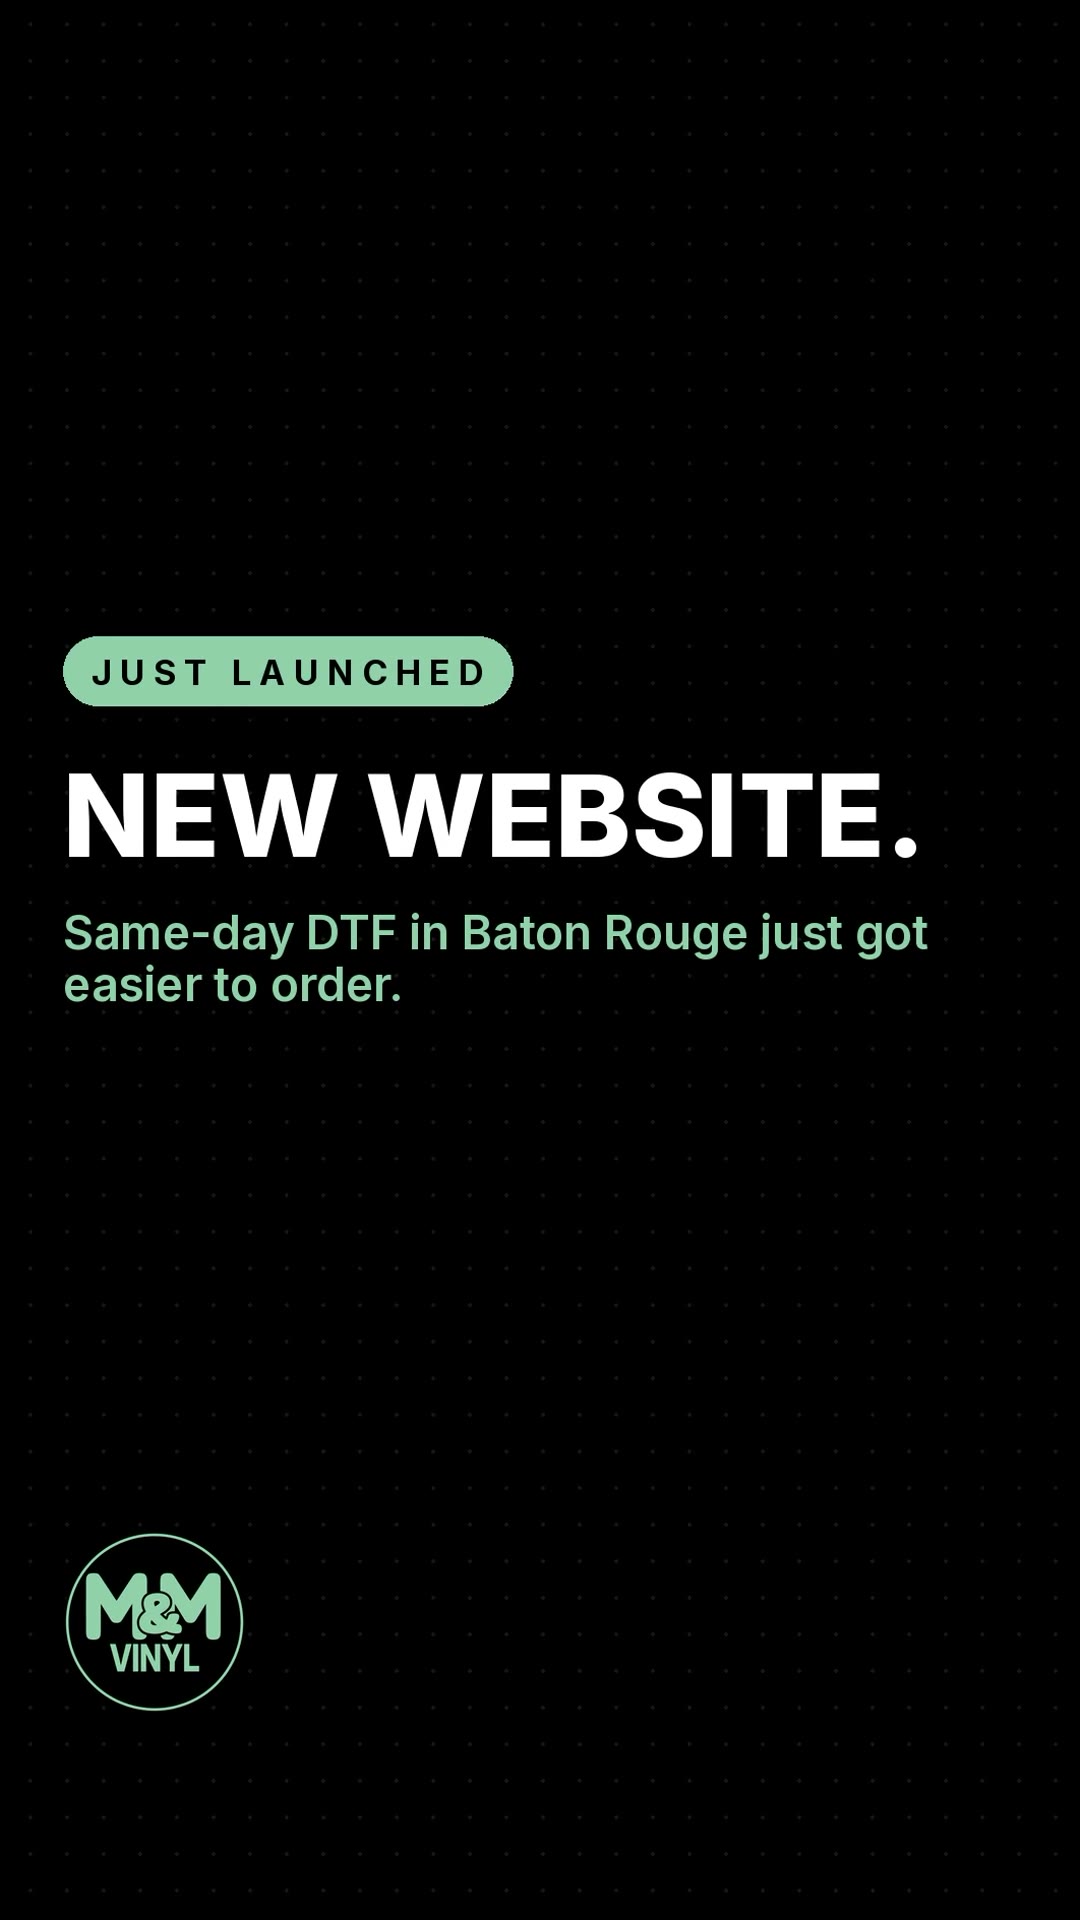 JUST LAUNCHED
NEW WEBSITE.
Same-day DTF in Baton Rouge just got
easier to order.
M&M
VINYL